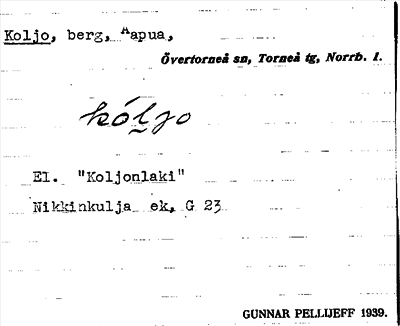 Koljo, berg, Aapua,
Övertorneå sn, Torneå tg, Norrb. l.
kóljo
El. "Koljonlaki"
Nikkinkulja ek, G 23
GUNNAR PELLIJEFF 1939.